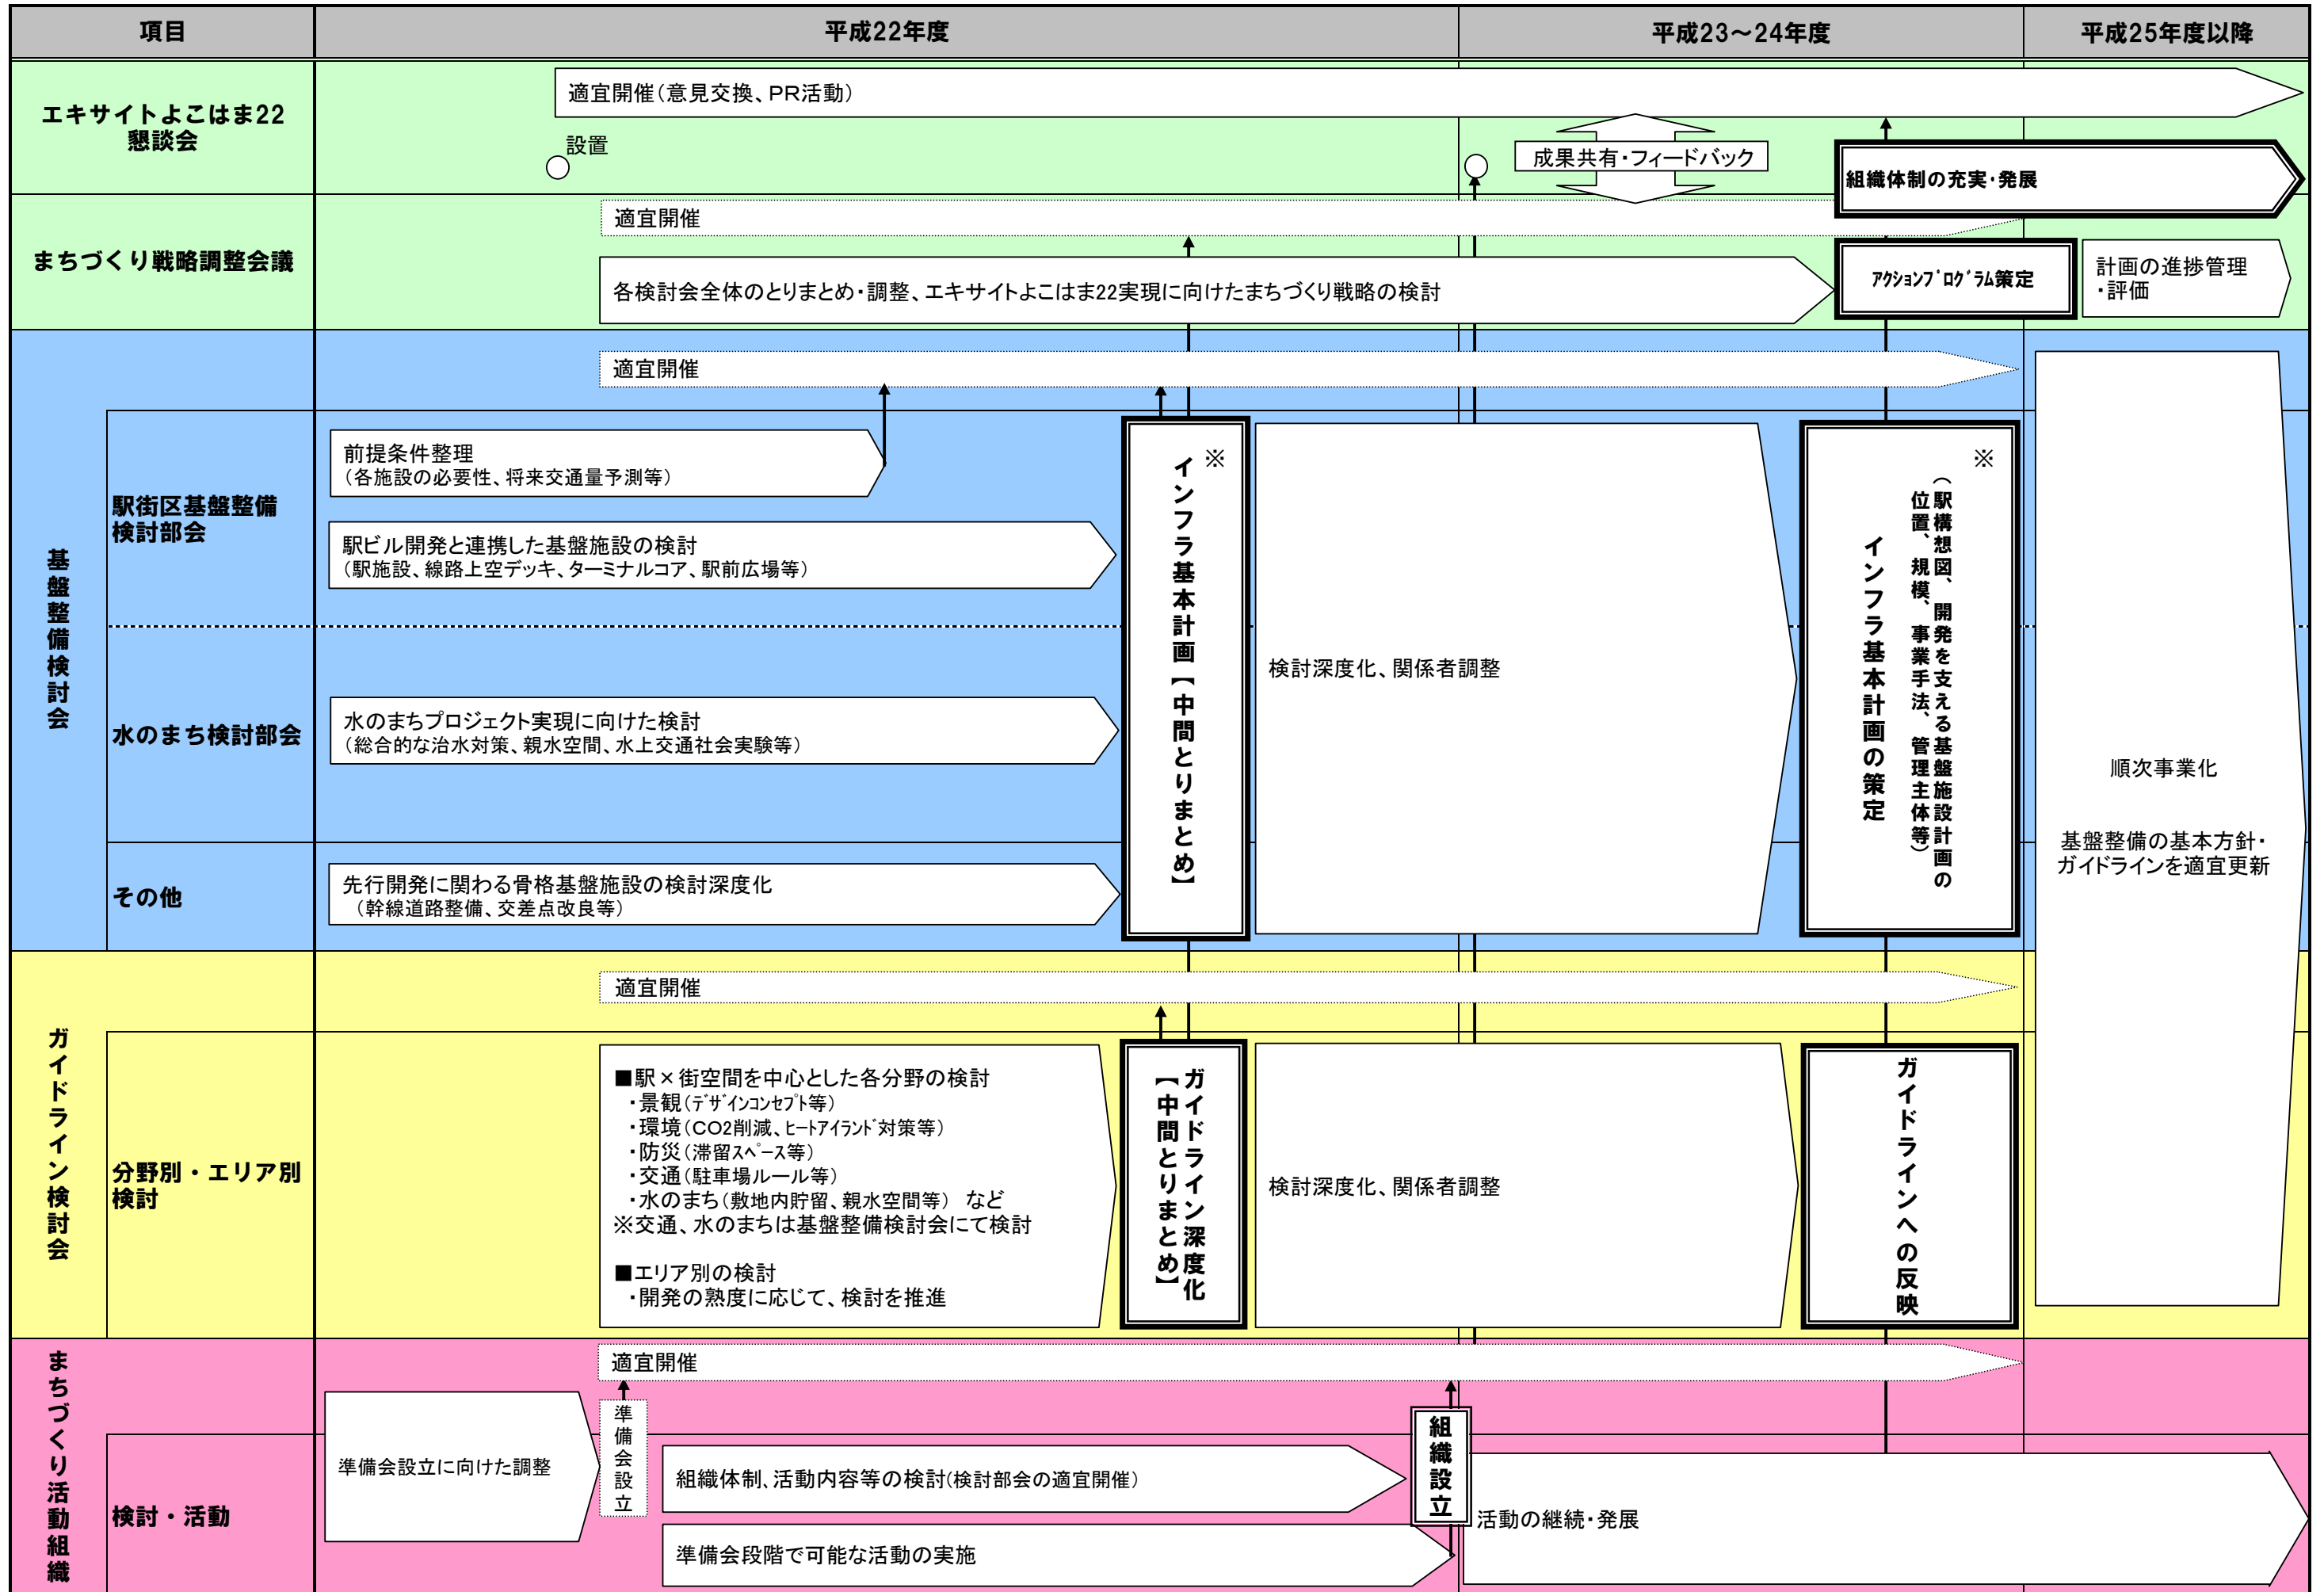 項目
平成22年度
平成23～24年度
平成25年度以降
エキサイトよこはま22
懇談会
適宜開催(意見交換、PR活動)
設置
成果共有・フィードバック
組織体制の充実・発展
まちづくり戦略調整会議
適宜開催
各検討会全体のとりまとめ・調整、エキサイトよこはま22実現に向けたまちづくり戦略の検討
ｱｸｼｮﾝﾌﾟﾛｸﾞﾗﾑ策定
計画の進捗管理
・評価
基盤整備検討会
適宜開催
駅街区基盤整備
検討部会
前提条件整理
（各施設の必要性、将来交通量予測等）
駅ビル開発と連携した基盤施設の検討
（駅施設、線路上空デッキ、ターミナルコア、駅前広場等）
水のまち検討部会
水のまちプロジェクト実現に向けた検討
（総合的な治水対策、親水空間、水上交通社会実験等）
その他
先行開発に関わる骨格基盤施設の検討深度化
（幹線道路整備、交差点改良等）
※
インフラ基本計画【中間とりまとめ】
検討深度化、関係者調整
※
（駅構想図、開発を支える基盤施設計画の
位置、規模、事業手法、管理主体等）
インフラ基本計画の策定
順次事業化
基盤整備の基本方針・
ガイドラインを適宜更新
ガイドライン検討会
適宜開催
分野別・エリア別
検討
■駅×街空間を中心とした各分野の検討
・景観(ﾃﾞｻﾞｲﾝｺﾝｾﾌﾟﾄ等)
・環境(CO2削減、ﾋｰﾄｱｲﾗﾝﾄﾞ対策等)
・防災(滞留ｽﾍﾟｰｽ等)
・交通(駐車場ルール等)
・水のまち(敷地内貯留、親水空間等)　など
※交通、水のまちは基盤整備検討会にて検討
■エリア別の検討
・開発の熟度に応じて、検討を推進
ガイドライン深度化
【中間とりまとめ】
検討深度化、関係者調整
ガイドラインへの反映
まちづくり活動組織
適宜開催
検討・活動
準備会設立に向けた調整
準備会設立
組織体制、活動内容等の検討(検討部会の適宜開催)
準備会段階で可能な活動の実施
組織設立
活動の継続・発展